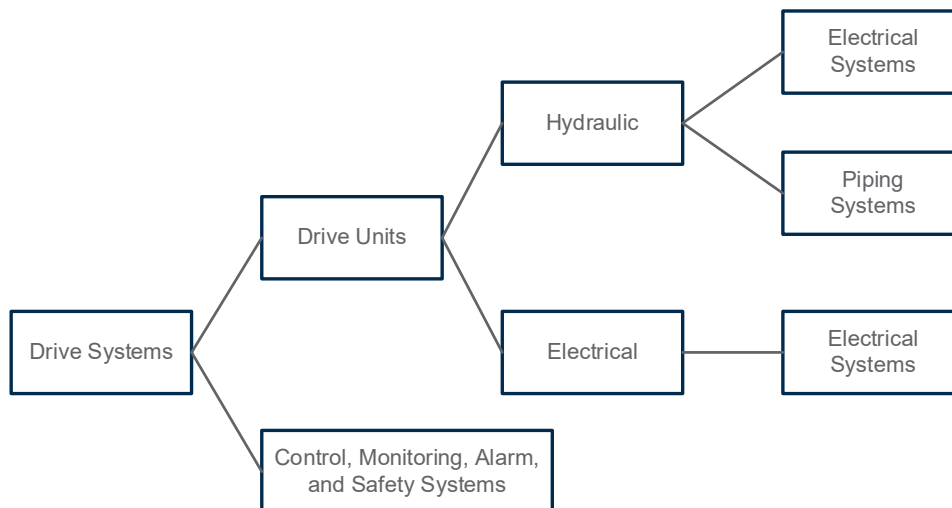 Electrical
Systems
Hydraulic
Piping
Systems
Drive Units
Drive Systems
Electrical
Electrical
Systems
Control, Monitoring, Alarm,
and Safety Systems